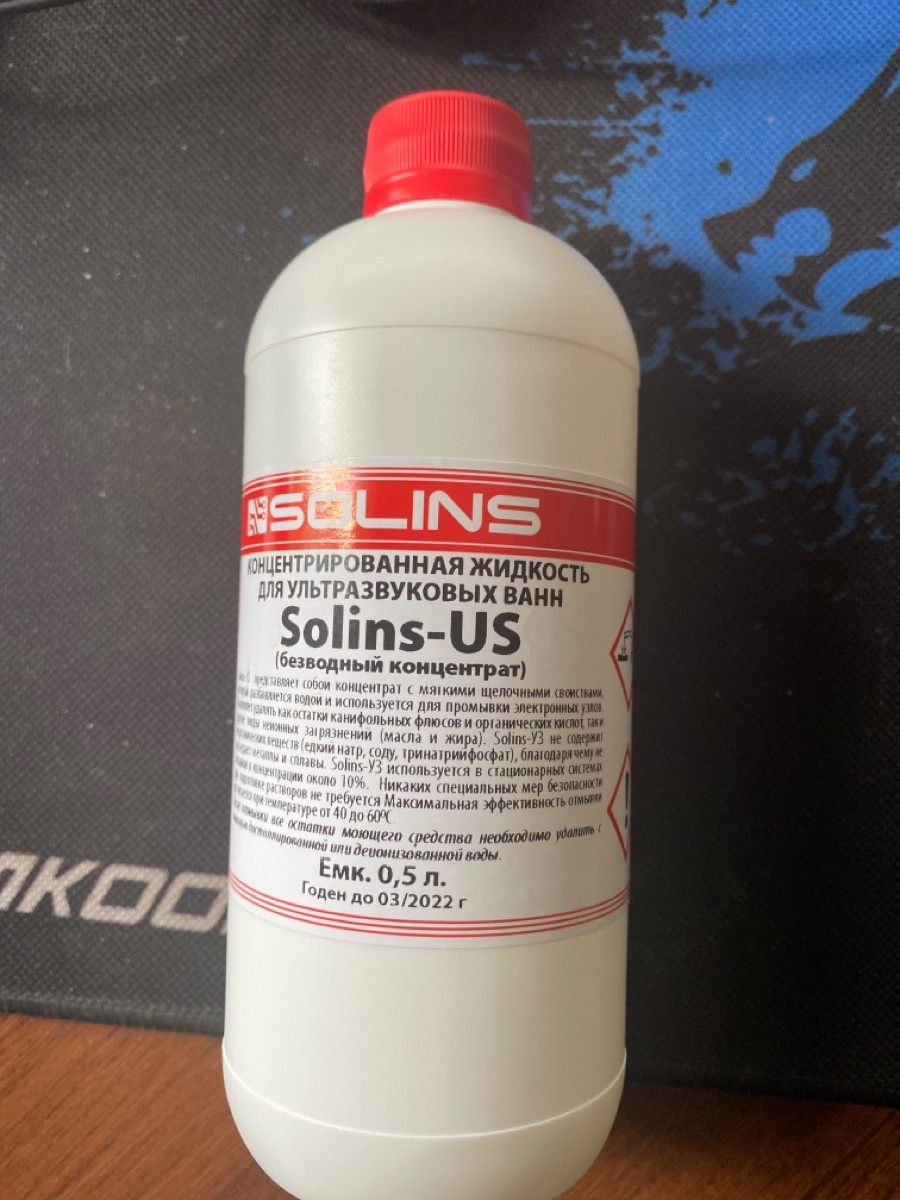 SOLINS
КОНЦЕНТРИРОВАННАЯ ЖИДКОСТЬ
ДЛЯ УЛЬТРАЗВУКОВЫХ ВАНН
Solins-US
(безводный концентрат)
представляет собой концентрат с мягкими щелочными свойствами,
разбавляется водой и используется для промывки электронных узлов.
удалять как остатки канифольных флюсов и органических кислот, так и
виды неионных загрязнений (масла и жира). Solins-УЗ не содержит
веществ (едкий натр, соду, тринатрийфосфат), благодаря чему не
металлы и сплавы. Solins-УЗ используется в стационарных системах
в концентрации около 10%. Никаких специальных мер безопасности
растворов не требуется Максимальная эффективность отмывки
при температуре от 40 до 60ºС.
отмывки все остатки моющего средства необходимо удалить с
дистиллированной или деионизованной воды.
Емк. 0,5 л.
Годен до 03/2022 г